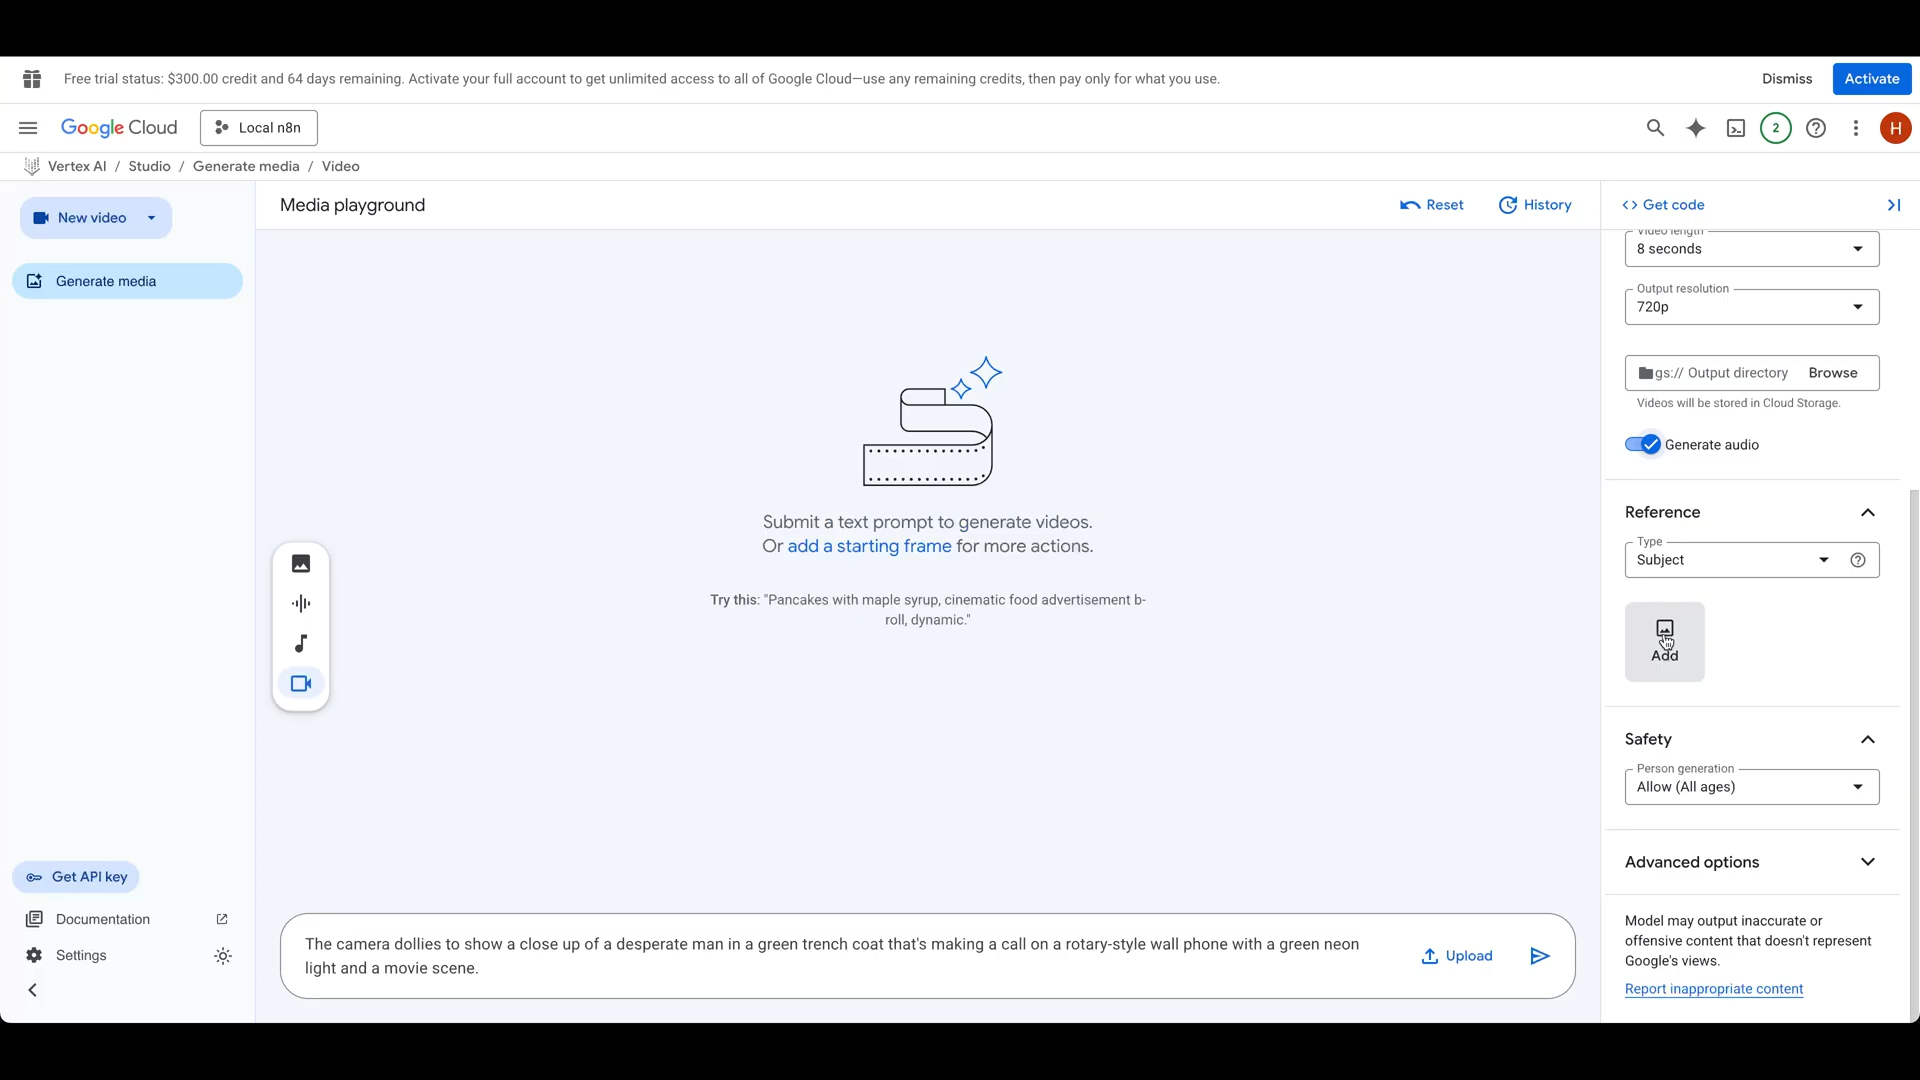 Free trial status: $300.00 credit and 64 days remaining. Activate your full account to get unlimited access to all of Google Cloud—use any remaining credits, then pay only for what you use.
Dismiss
Activate
Google Cloud
Local n8n
2
H
Vertex AI / Studio / Generate media / Video
New video
Media playground
Reset
History
<> Get code
Generate media
Video length
8 seconds
Output resolution
720p
gs:// Output directory
Browse
Videos will be stored in Cloud Storage.
Generate audio
Reference
Type
Subject
Add
Submit a text prompt to generate videos.
Or add a starting frame for more actions.
Try this: "Pancakes with maple syrup, cinematic food advertisement b-
roll, dynamic."
Safety
Person generation
Allow (All ages)
Advanced options
Model may output inaccurate or
offensive content that doesn't represent
Google's views.
Report inappropriate content
Get API key
Documentation
Settings
The camera dollies to show a close up of a desperate man in a green trench coat that's making a call on a rotary-style wall phone with a green neon
light and a movie scene.
Upload